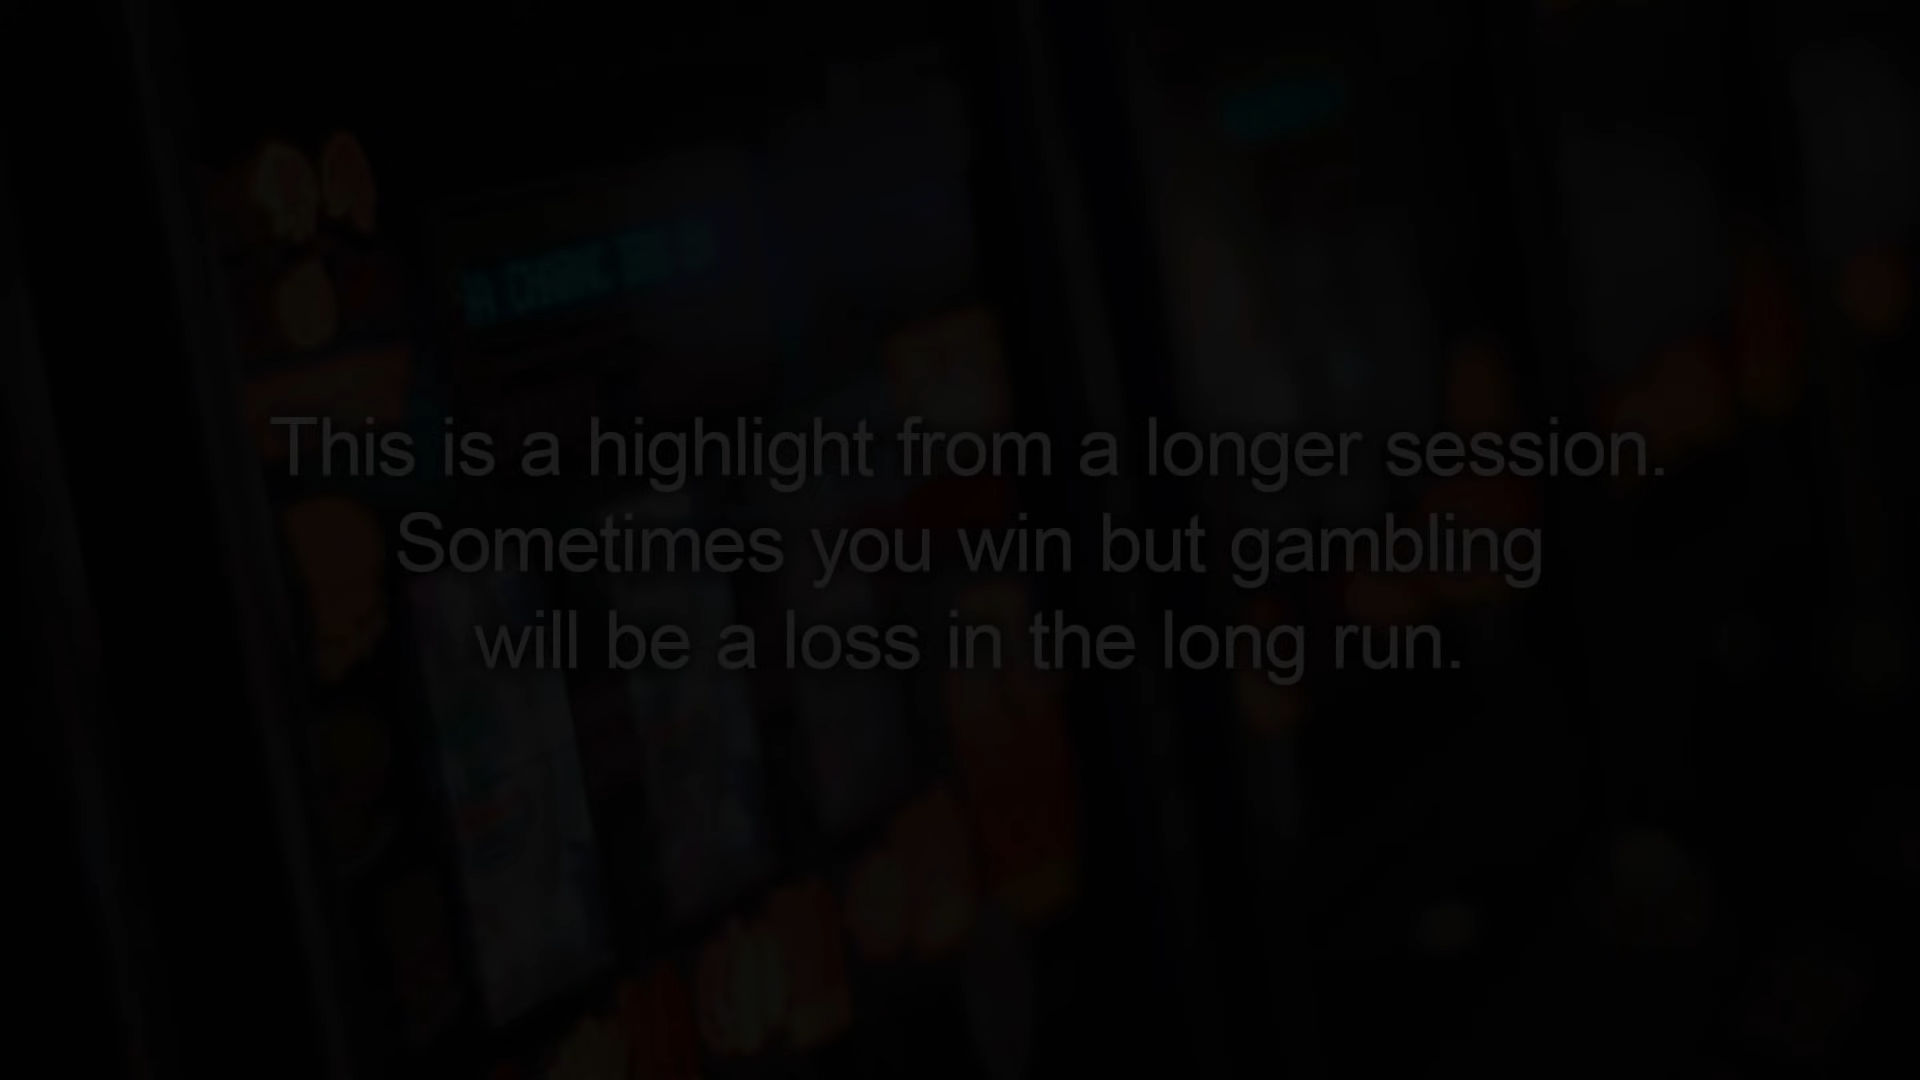 This is a highlight from a longer session.
Sometimes you win but gambling
will be a loss in the long run.